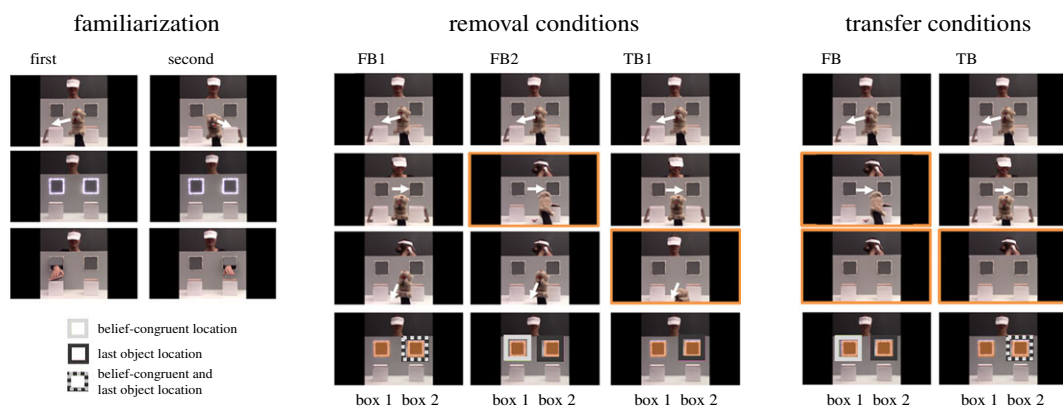 familiarization
removal conditions
transfer conditions
first
second
FB1
FB2
TB1
FB
TB
belief-congruent location
last object location
belief-congruent and
last object location
box 1 box 2
box 1 box 2
box 1 box 2
box 1 box 2
box 1 box 2